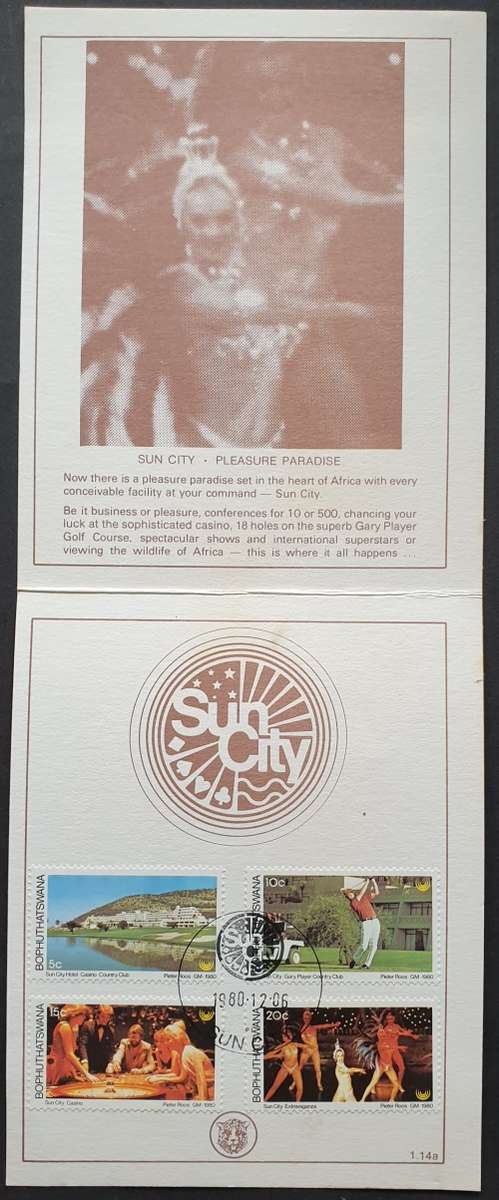 SUN CITY · PLEASURE PARADISE
Now there is a pleasure paradise set in the heart of Africa with every
conceivable facility at your command — Sun City.
Be it business or pleasure, conferences for 10 or 500, chancing your
luck at the sophisticated casino, 18 holes on the superb Gary Player
Golf Course, spectacular shows and international superstars or
viewing the wildlife of Africa — this is where it all happens ...
Sun
City
BOPHUTHATSWANA
5c
Sun City Hotel Casino Country Club
Pieter Roos GM-1980
BOPHUTHATSWANA
10c
Sun City: Gary Player Country Club
Pieter Roos GM-1980
1980-12-06
SUN C
BOPHUTHATSWANA
15c
Sun City Casino
Pieter Roos GM-1980
BOPHUTHATSWANA
20c
Sun City Extravaganza
Pieter Roos GM-1980
1.14a